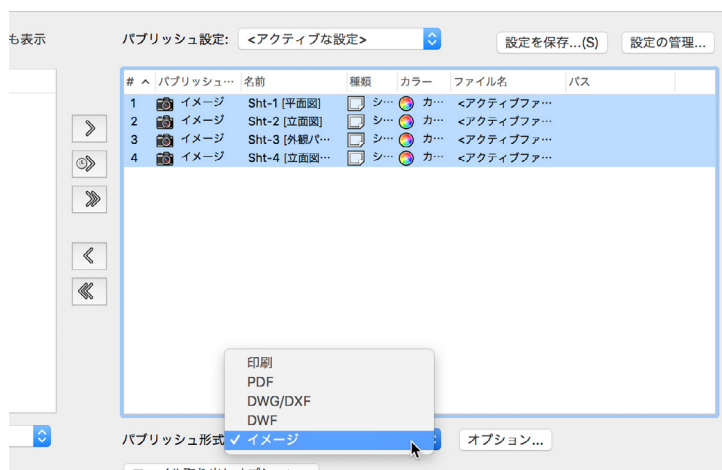 も表示 パブリッシュ設定: <アクティブな設定> 設定を保存...(S) 設定の管理...
# パブリッシュ… 名前 種類 カラー ファイル名 パス
1 イメージ Sht-1 [平面図] シ… カ… <アクティブファ…
2 イメージ Sht-2 [立面図] シ… カ… <アクティブファ…
3 イメージ Sht-3 [外観パ… シ… カ… <アクティブファ…
4 イメージ Sht-4 [立面図… シ… カ… <アクティブファ…
印刷
PDF
DWG/DXF
DWF
パブリッシュ形式 ✓ イメージ オプション...